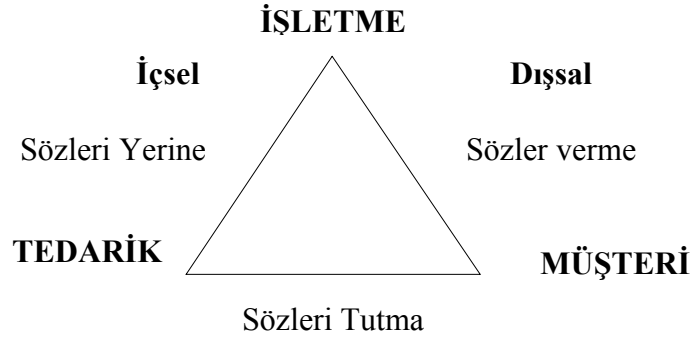 İŞLETME
İçsel
Dışsal
Sözleri Yerine
Sözler verme
TEDARİK
MÜŞTERİ
Sözleri Tutma